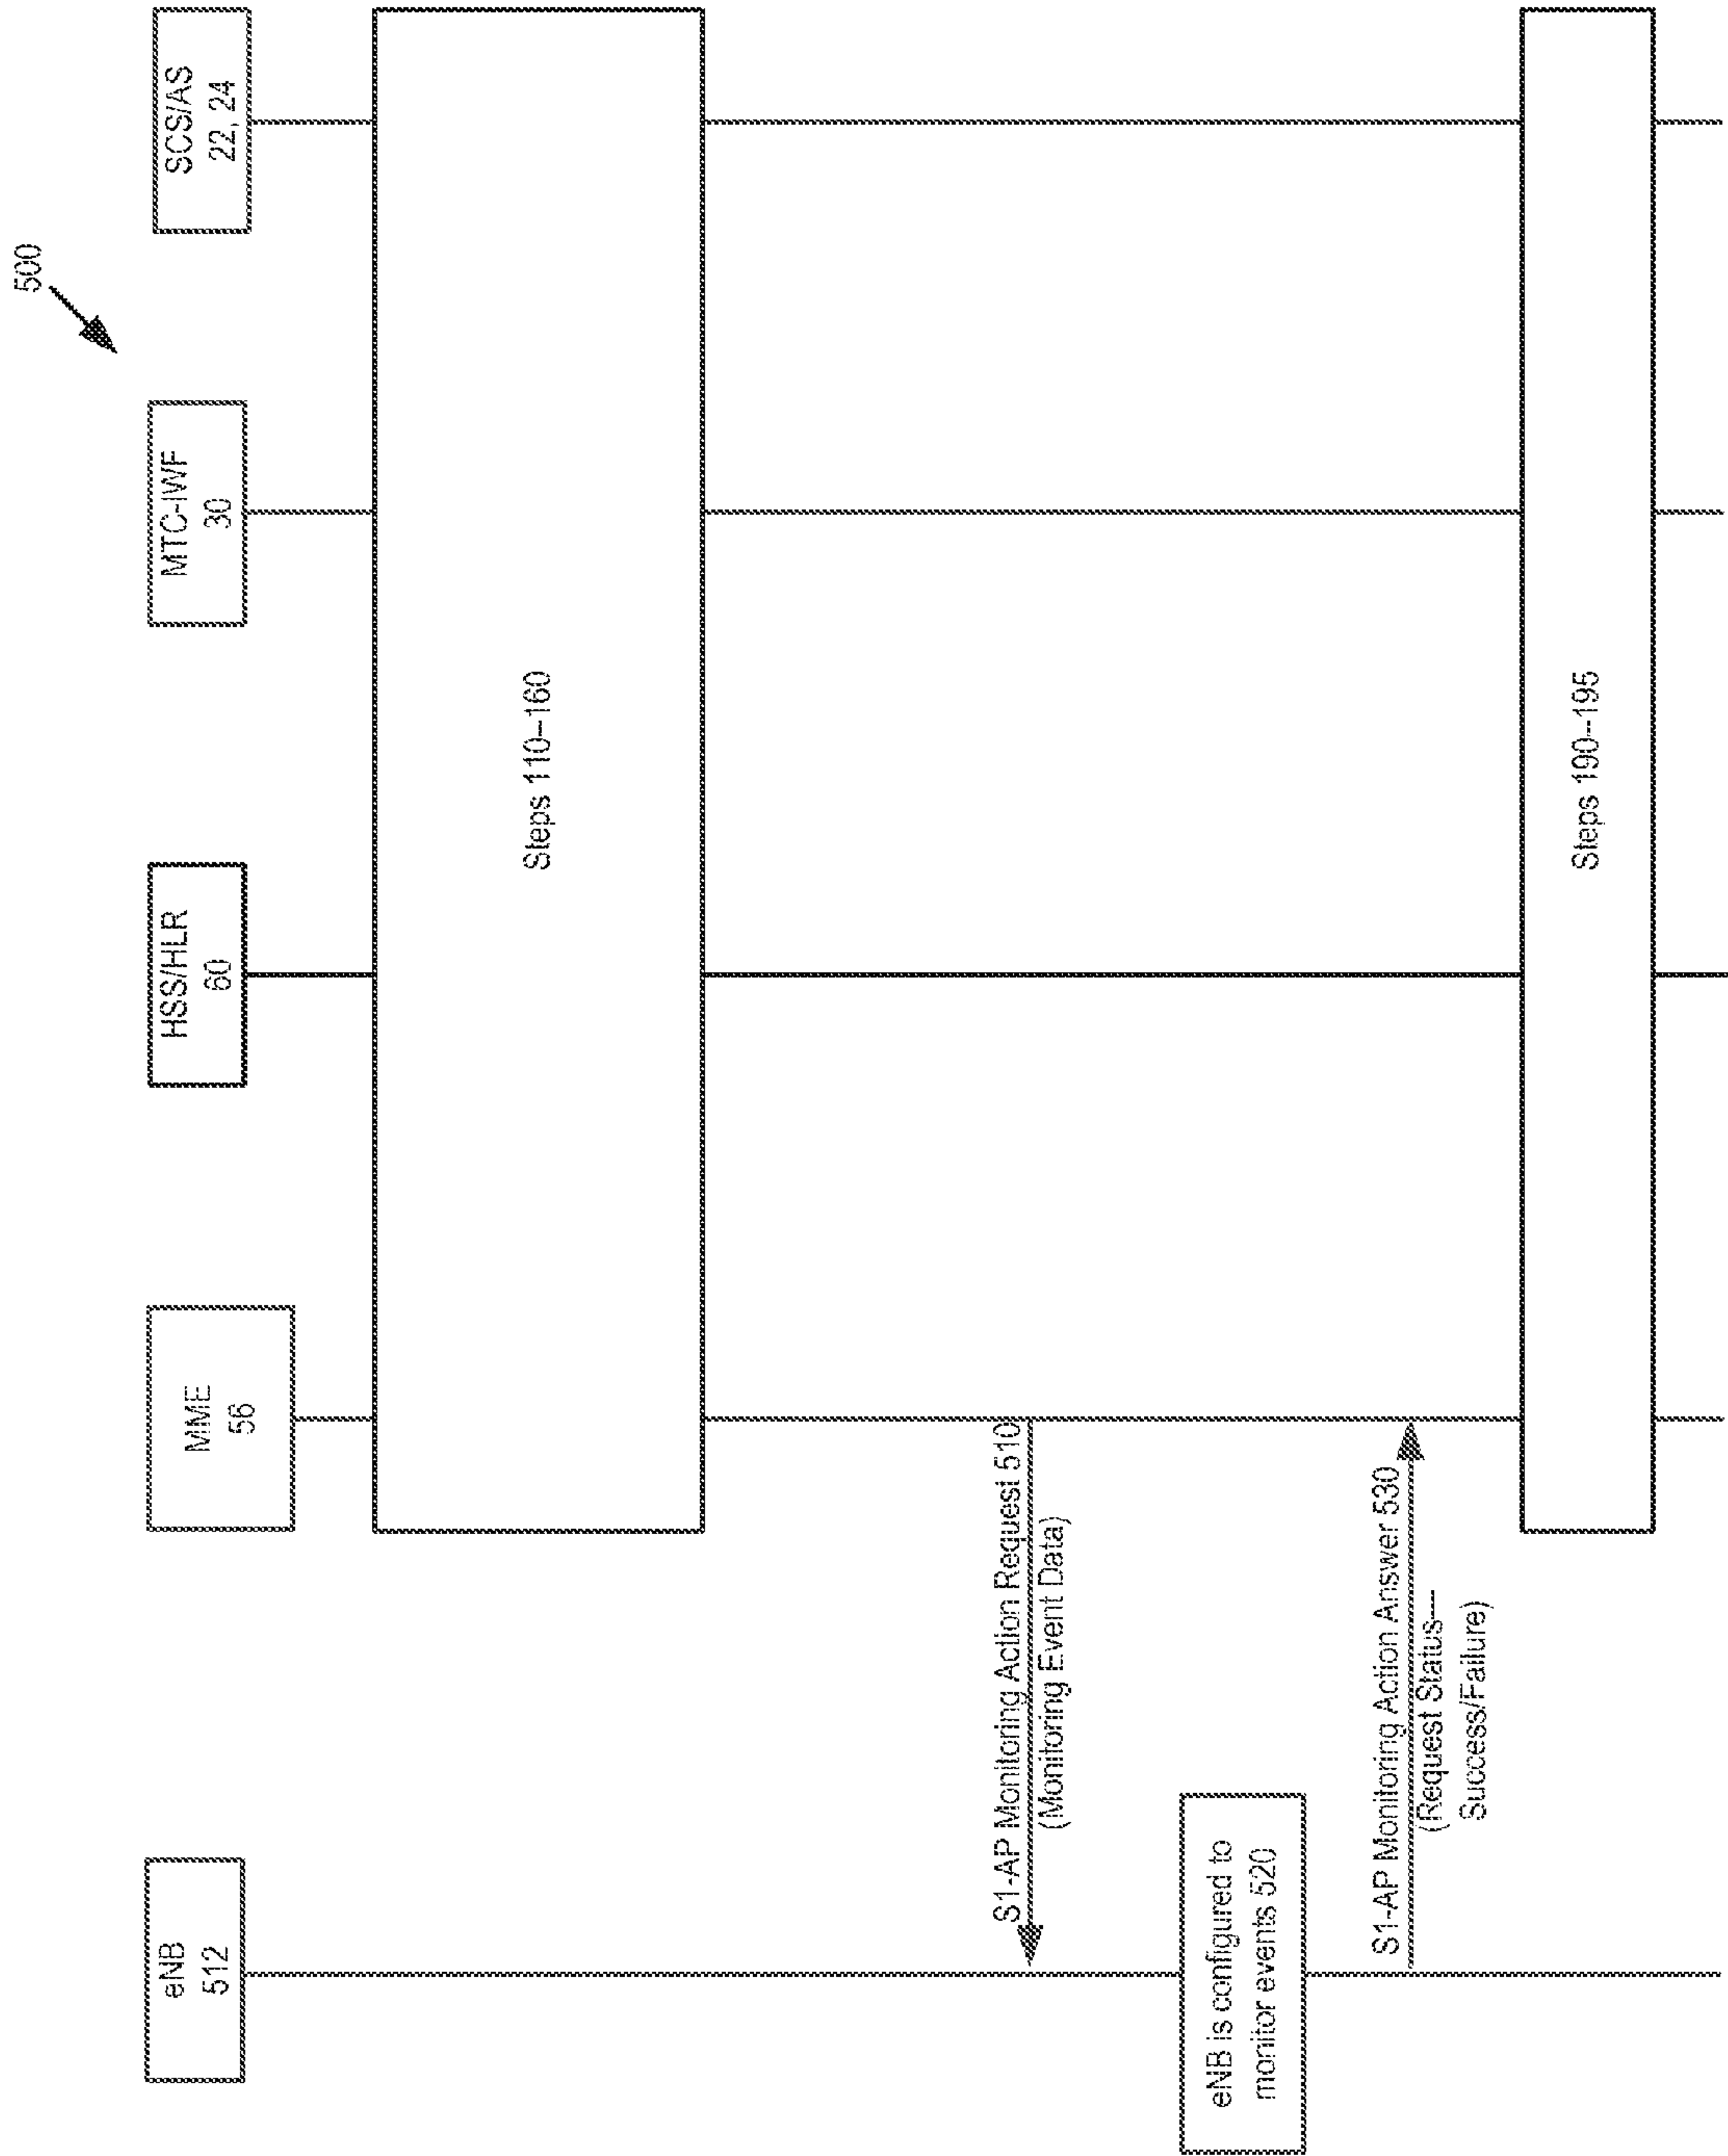 500
eNB
512
MME
56
HSS/HLR
60
MTC-IWF
30
SCS/AS
22, 24
Steps 110–160
S1-AP Monitoring Action Request 510
(Monitoring Event Data)
eNB is configured to
monitor events 520
S1-AP Monitoring Action Answer 530
(Request Status—
Success/Failure)
Steps 190–195